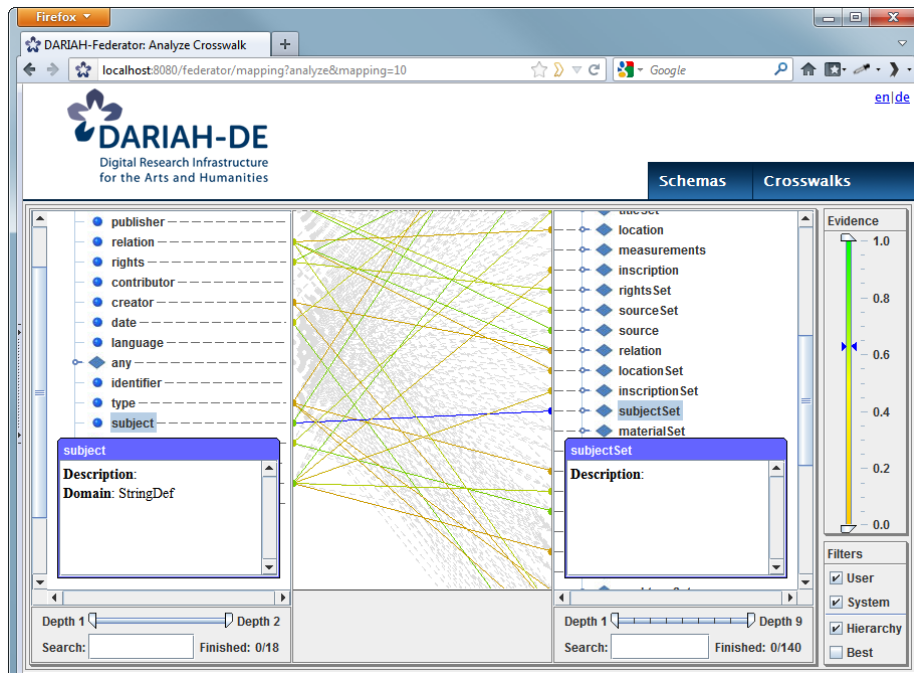 Firefox
DARIAH-Federator: Analyze Crosswalk
localhost:8080/federator/mapping?analyze&mapping=10
Google
en|de
DARIAH-DE
Digital Research Infrastructure
for the Arts and Humanities
Schemas Crosswalks
publisher
relation
rights
contributor
creator
date
language
any
identifier
type
subject
subject
Description:
Domain: StringDef
Depth 1 Depth 2
Search: Finished: 0/18
location
measurements
inscription
rightsSet
sourceSet
source
relation
locationSet
inscriptionSet
subjectSet
materialSet
subjectSet
Description:
Depth 1 Depth 9
Search: Finished: 0/140
Evidence
1.0
0.8
0.6
0.4
0.2
0.0
Filters
User
System
Hierarchy
Best